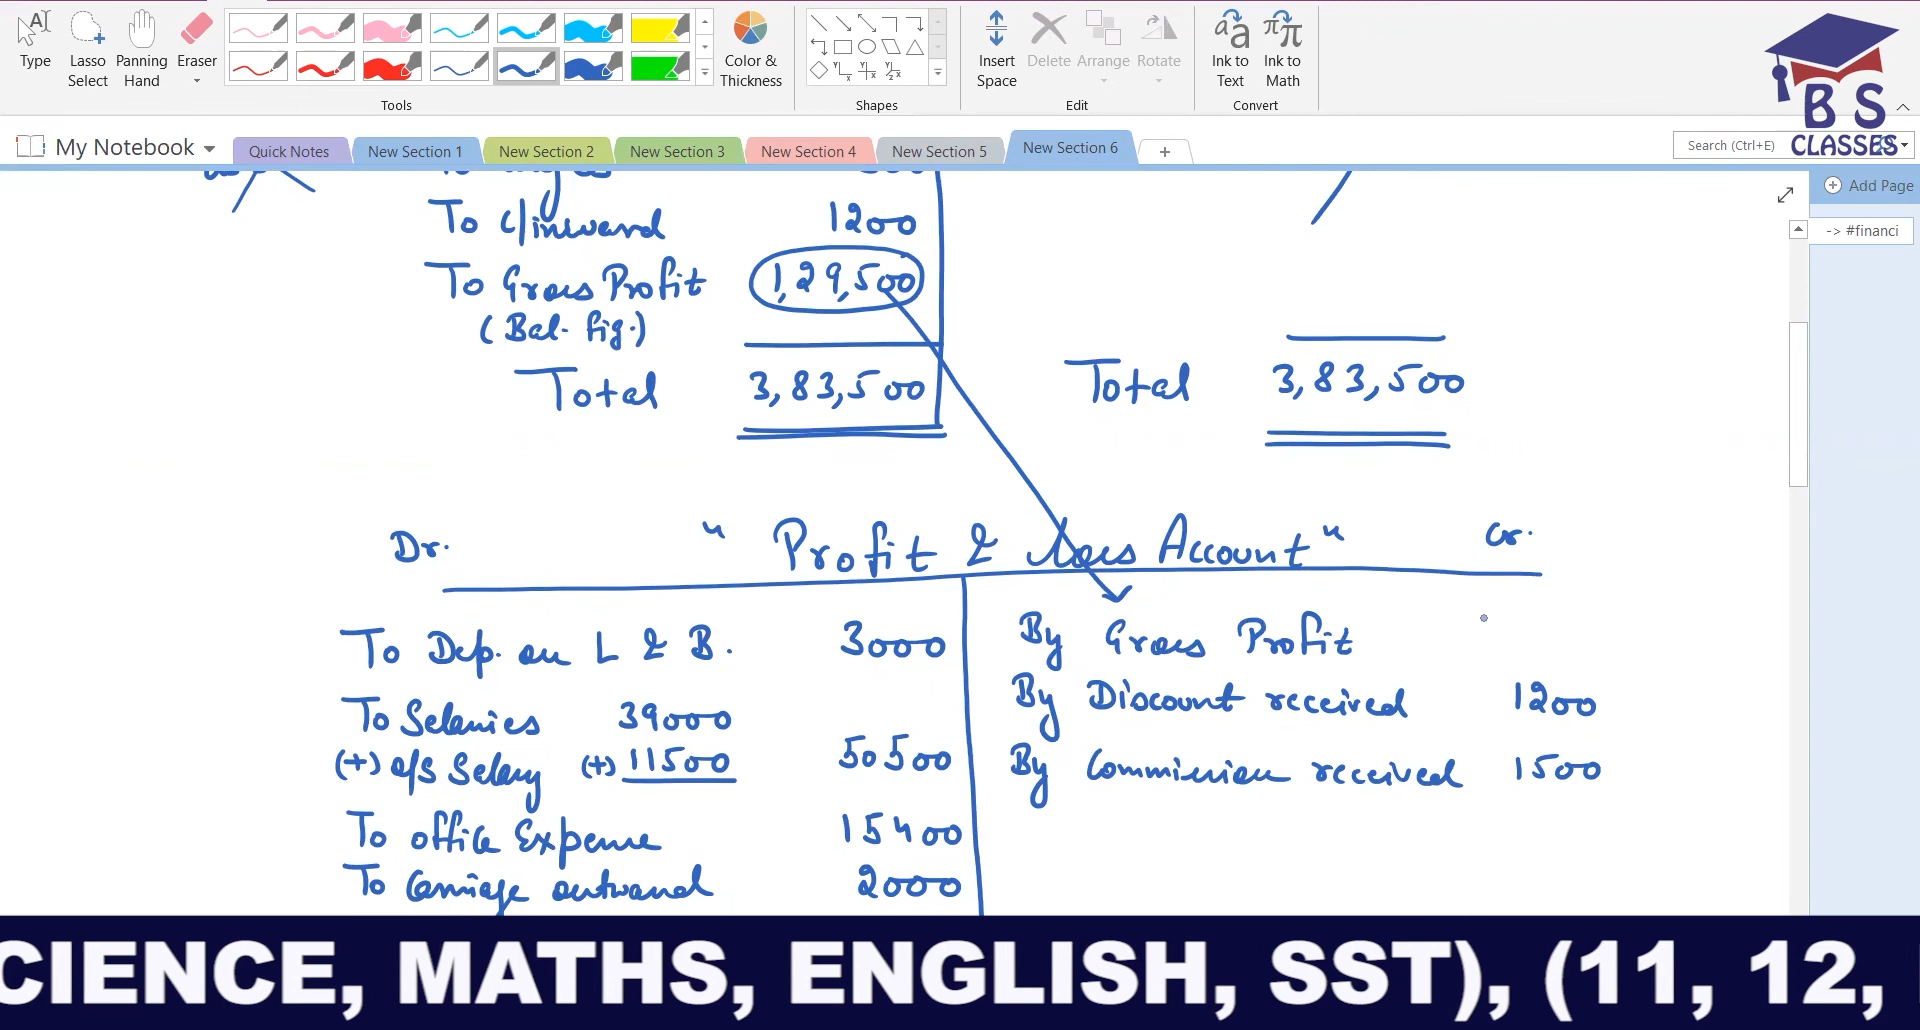 Type
Lasso Select
Panning Hand
Eraser
Color & Thickness
Insert Space
Delete
Arrange
Rotate
Ink to Text
Ink to Math
Tools
Shapes
Edit
Convert
BS CLASSES
My Notebook
Quick Notes
New Section 1
New Section 2
New Section 3
New Section 4
New Section 5
New Section 6
Search (Ctrl+E)
Add Page
-> #financi
To c/inward 1200
To Gross Profit 1,29,500
(Bal. fig.)
Total 3,83,500
Total 3,83,500
Dr. "Profit & Loss Account" Cr.
To Dep. on L & B. 3000
By Gross Profit
By Discount received 1200
To Salaries 39000
(+) o/s Salary (+) 11500 50500
By Commission received 1500
To office Expense 15400
To Carriage outward 2000
CIENCE, MATHS, ENGLISH, SST), (11, 12,